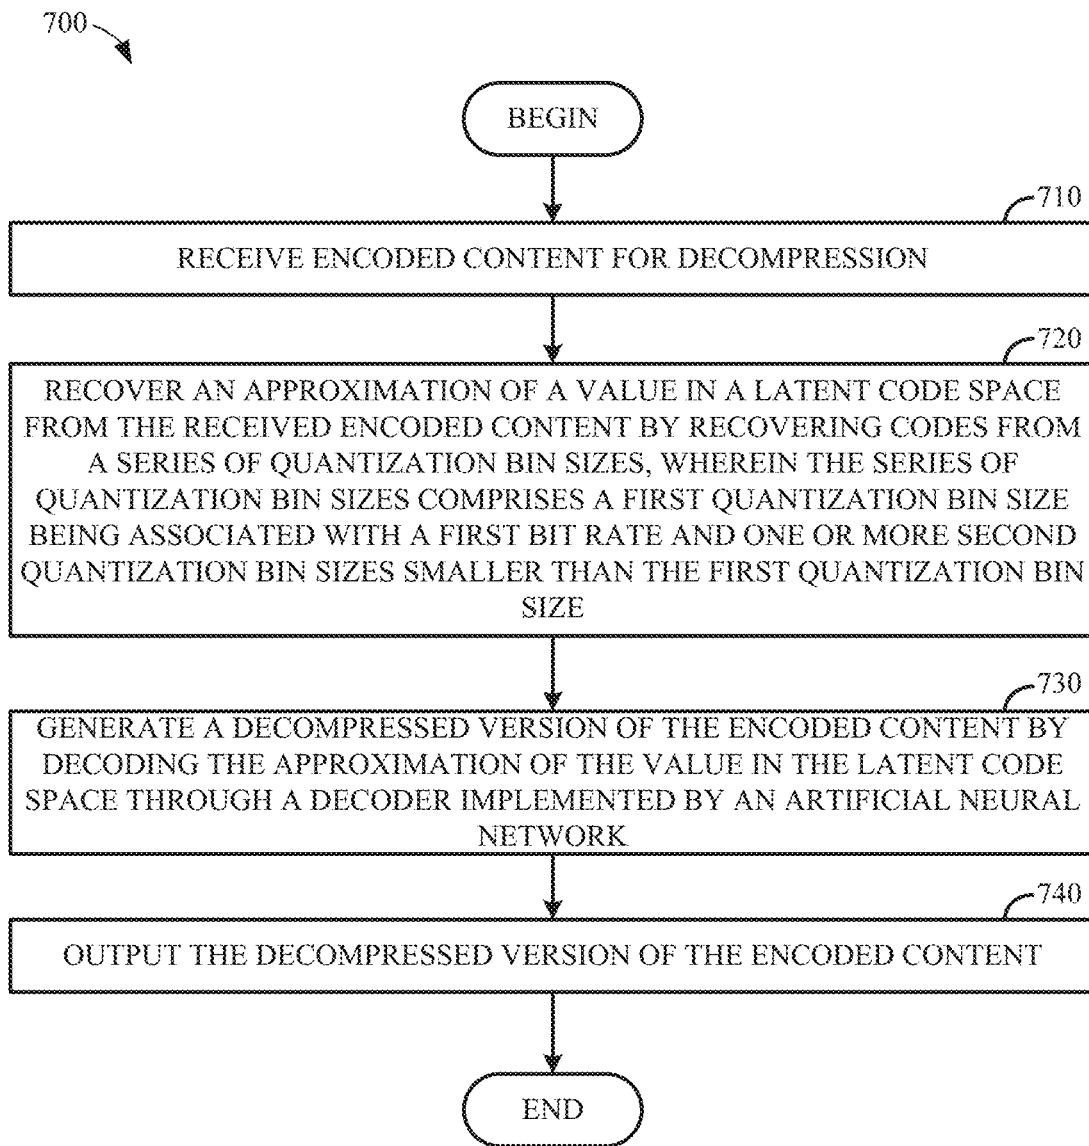 700
BEGIN
710
RECEIVE ENCODED CONTENT FOR DECOMPRESSION
720
RECOVER AN APPROXIMATION OF A VALUE IN A LATENT CODE SPACE
FROM THE RECEIVED ENCODED CONTENT BY RECOVERING CODES FROM
A SERIES OF QUANTIZATION BIN SIZES, WHEREIN THE SERIES OF
QUANTIZATION BIN SIZES COMPRISES A FIRST QUANTIZATION BIN SIZE
BEING ASSOCIATED WITH A FIRST BIT RATE AND ONE OR MORE SECOND
QUANTIZATION BIN SIZES SMALLER THAN THE FIRST QUANTIZATION BIN
SIZE
730
GENERATE A DECOMPRESSED VERSION OF THE ENCODED CONTENT BY
DECODING THE APPROXIMATION OF THE VALUE IN THE LATENT CODE
SPACE THROUGH A DECODER IMPLEMENTED BY AN ARTIFICIAL NEURAL
NETWORK
740
OUTPUT THE DECOMPRESSED VERSION OF THE ENCODED CONTENT
END